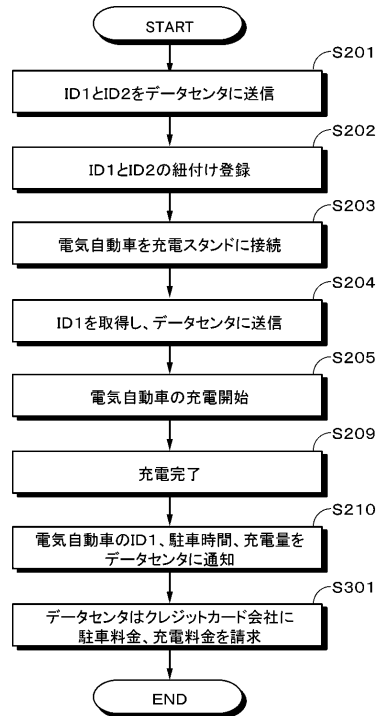 START
S201
ID1とID2をデータセンタに送信
S202
ID1とID2の紐付け登録
S203
電気自動車を充電スタンドに接続
S204
ID1を取得し、データセンタに送信
S205
電気自動車の充電開始
S209
充電完了
S210
電気自動車のID1、駐車時間、充電量を
データセンタに通知
S301
データセンタはクレジットカード会社に
駐車料金、充電料金を請求
END